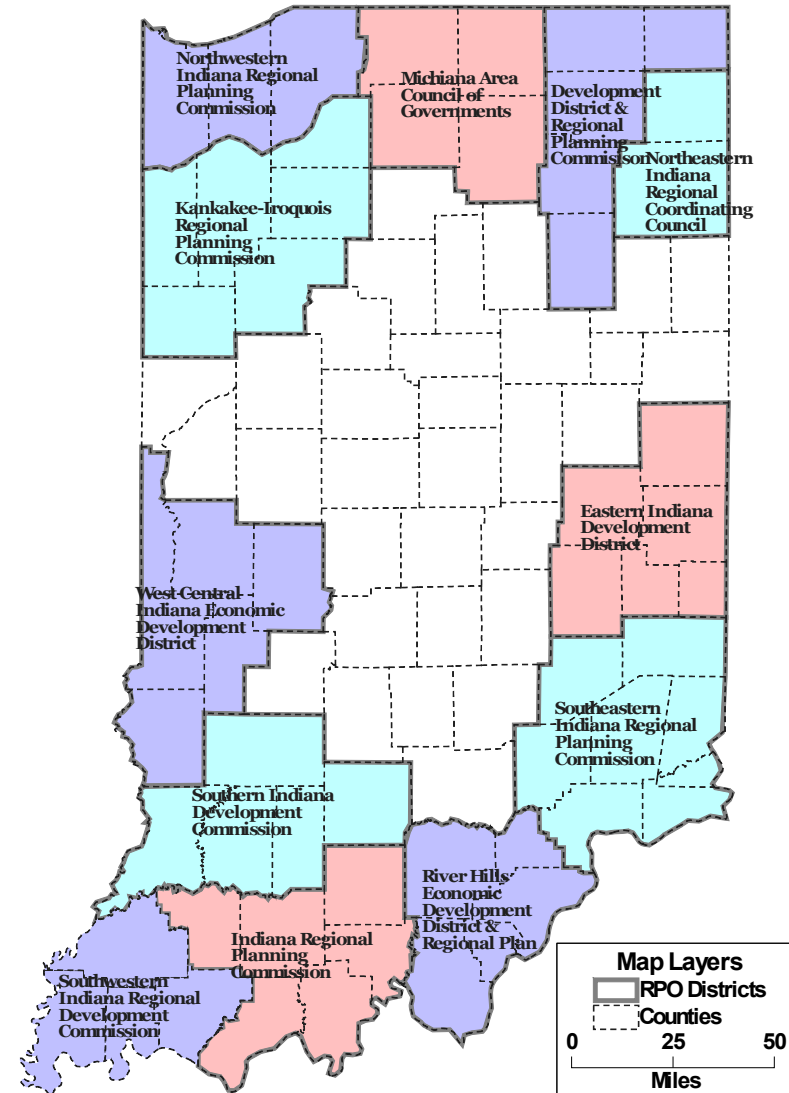 Northwestern
Indiana Regional
Planning
Commission
Michiana Area
Council of
Governments
Development
District &
Regional
Planning
Commisison
Northeastern
Indiana
Regional
Coordinating
Council
Kankakee-Iroquois
Regional
Planning
Commission
Eastern Indiana
Development
District
West-Central
Indiana Economic
Development
District
Southeastern
Indiana Regional
Planning
Commission
Southern Indiana
Development
Commission
River Hills
Economic
Development
District &
Regional Plan
Indiana Regional
Planning
Commission
Southwestern
Indiana Regional
Development
Commission
Map Layers
RPO Districts
Counties
0 25 50
Miles